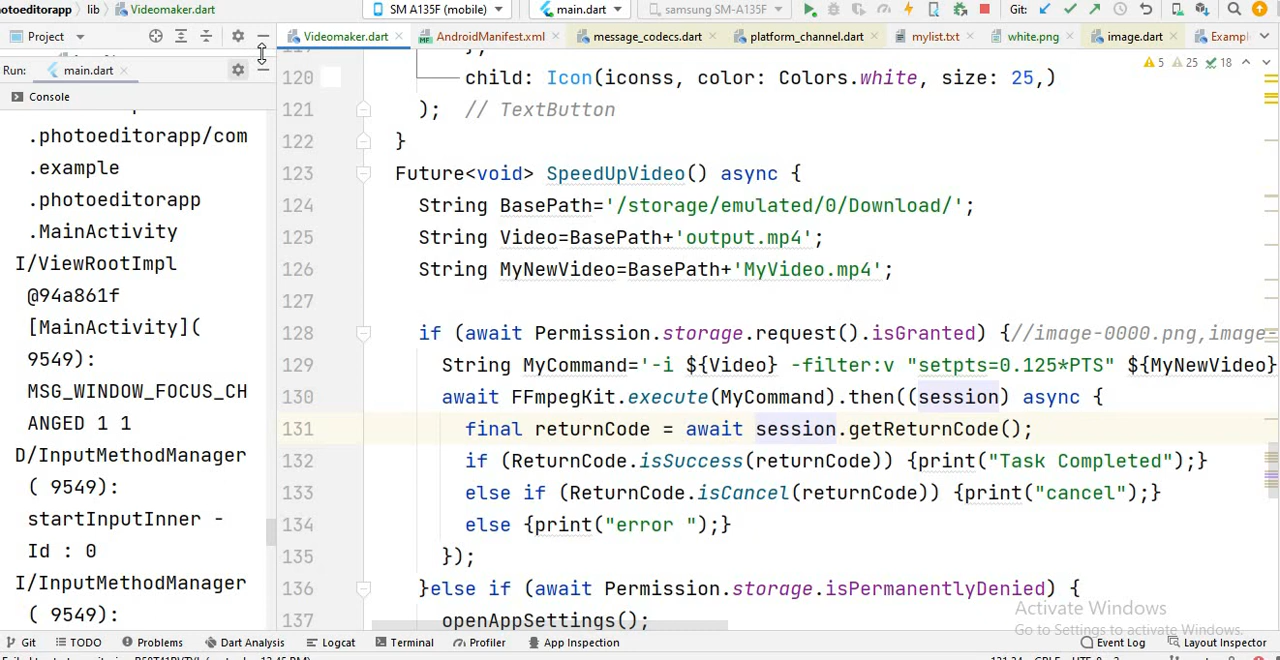 otoeditorapp lib Videomaker.dart SM A135F (mobile) main.dart samsung SM-A135F Git:
Project Videomaker.dart AndroidManifest.xml message_codecs.dart platform_channel.dart mylist.txt white.png image.dart Exampl
Run: main.dart
Console
5 25 18
.photoeditorapp/com
.example
.photoeditorapp
.MainActivity
I/ViewRootImpl
@94a861f
[MainActivity](
9549):
MSG_WINDOW_FOCUS_CH
ANGED 1 1
D/InputMethodManager
( 9549):
startInputInner -
Id : 0
I/InputMethodManager
( 9549):
120 child: Icon(iconss, color: Colors.white, size: 25,)
121 ); // TextButton
122 }
123 Future<void> SpeedUpVideo() async {
124 String BasePath='/storage/emulated/0/Download/';
125 String Video=BasePath+'output.mp4';
126 String MyNewVideo=BasePath+'MyVideo.mp4';
127
128 if (await Permission.storage.request().isGranted) {//image-0000.png,image-
129 String MyCommand='-i ${Video} -filter:v "setpts=0.125*PTS" ${MyNewVideo}
130 await FFmpegKit.execute(MyCommand).then((session) async {
131 final returnCode = await session.getReturnCode();
132 if (ReturnCode.isSuccess(returnCode)) {print("Task Completed");}
133 else if (ReturnCode.isCancel(returnCode)) {print("cancel");}
134 else {print("error ");}
135 });
136 }else if (await Permission.storage.isPermanentlyDenied) {
137 openAppSettings();
Activate Windows
Go to Settings to activate Windows.
Git TODO Problems Dart Analysis Logcat Terminal Profiler App Inspection Event Log Layout Inspector